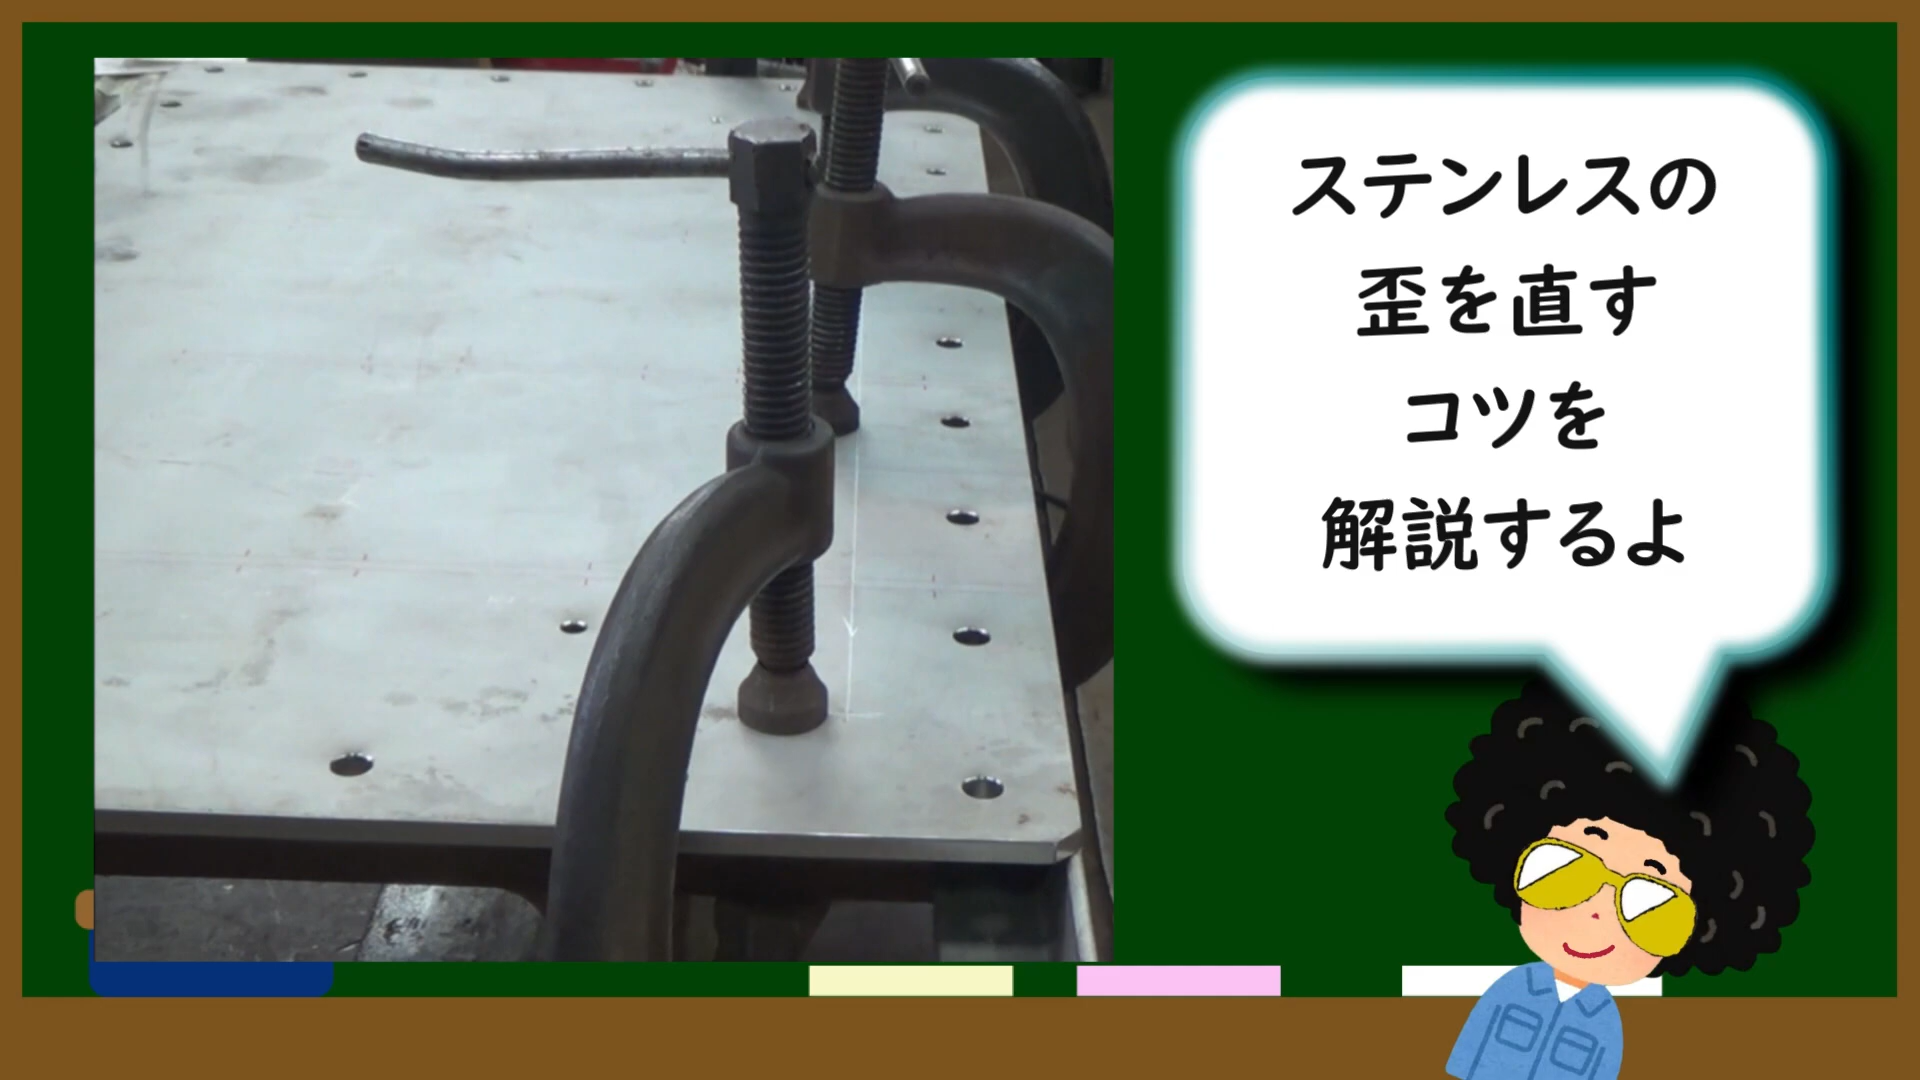 ステンレスの
歪を直す
コツを
解説するよ